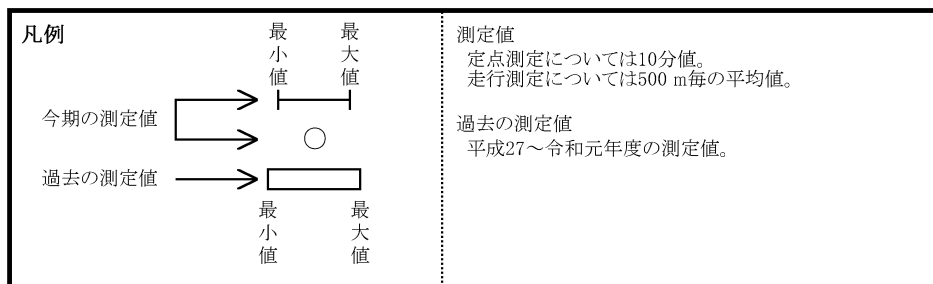 凡例
最小値
最大値
今期の測定値
過去の測定値
最小値
最大値
測定値
定点測定については10分値。
走行測定については500 m毎の平均値。
過去の測定値
平成27～令和元年度の測定値。